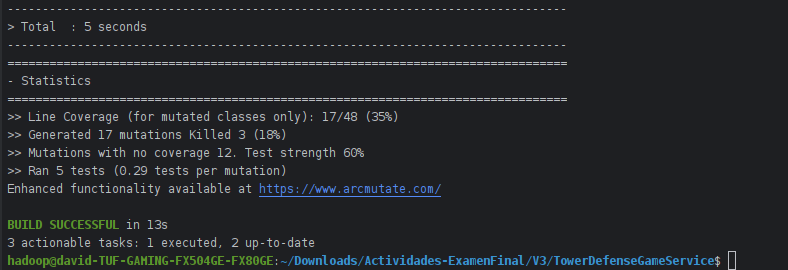 --------------------------------------------------------------------------------
> Total  : 5 seconds
--------------------------------------------------------------------------------
================================================================================
- Statistics
================================================================================
>> Line Coverage (for mutated classes only): 17/48 (35%)
>> Generated 17 mutations Killed 3 (18%)
>> Mutations with no coverage 12. Test strength 60%
>> Ran 5 tests (0.29 tests per mutation)
Enhanced functionality available at https://www.arcmutate.com/
BUILD SUCCESSFUL in 13s
3 actionable tasks: 1 executed, 2 up-to-date
hadoop@david-TUF-GAMING-FX504GE-FX80GE:~/Downloads/Actividades-ExamenFinal/V3/TowerDefenseGameService$